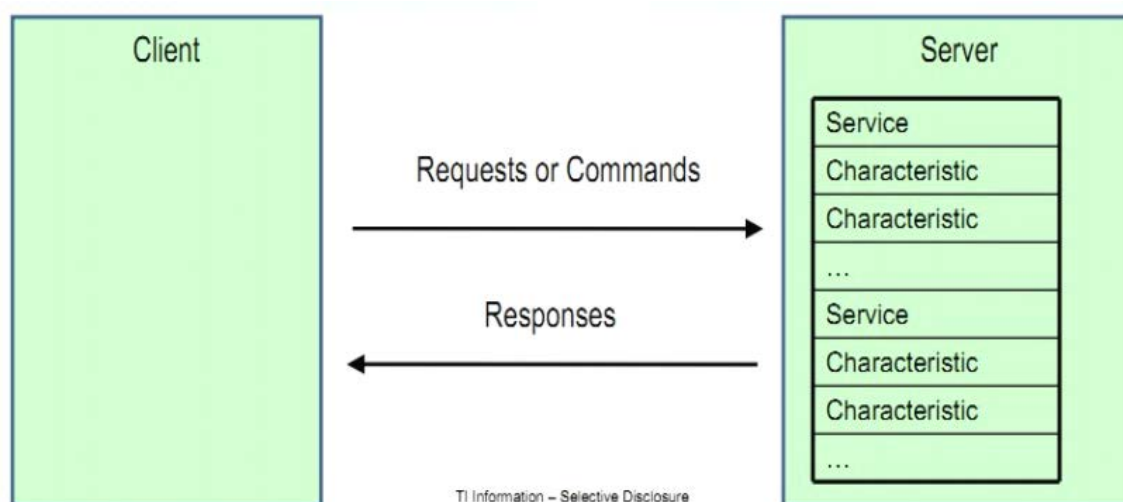 Client
Server
Service
Requests or Commands
Characteristic
Characteristic
...
Responses
Service
Characteristic
Characteristic
...
TI Information – Selective Disclosure